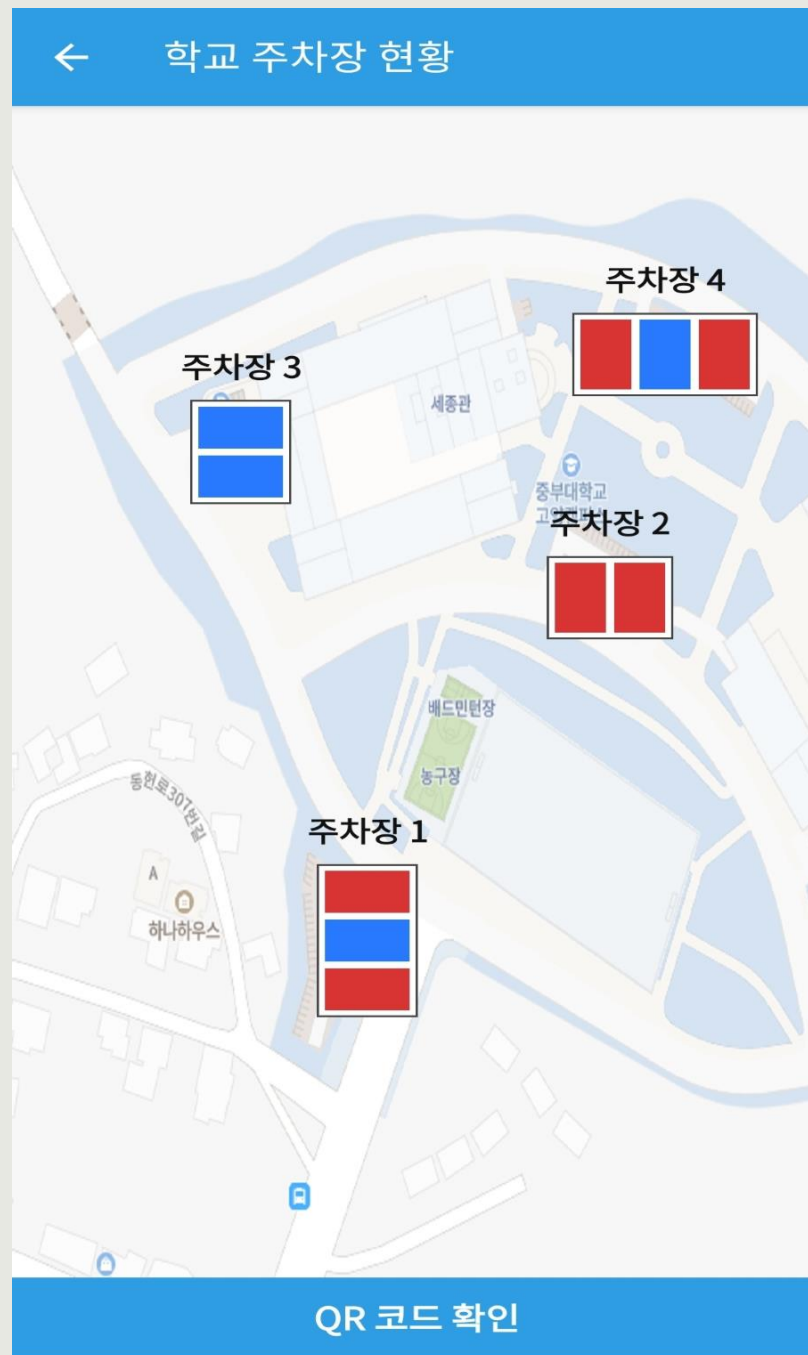 학교 주차장 현황
주차장 4
주차장 3
세종관
중부대학교
주차장 2
배드민턴장
농구장
동헌로307번길
주차장 1
A
하나하우스
QR 코드 확인